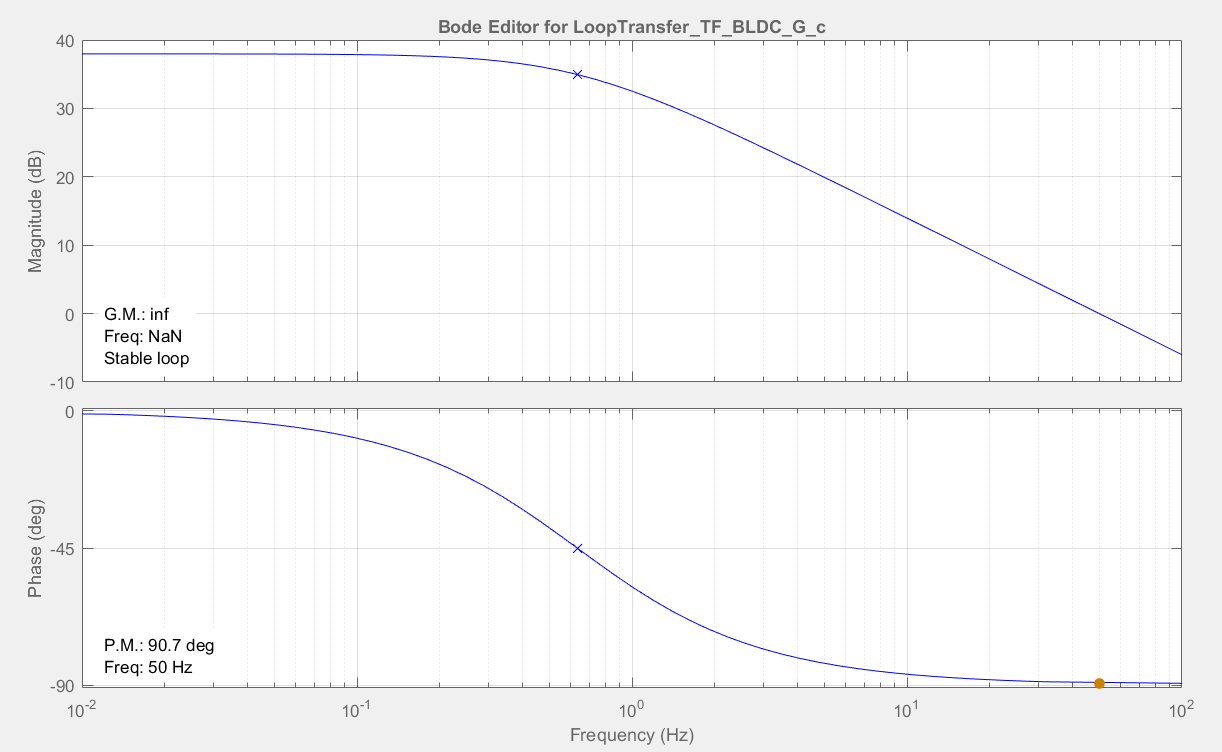 Bode Editor for LoopTransfer_TF_BLDC_G_c
Magnitude (dB)
40
30
20
10
0
-10
G.M.: inf
Freq: NaN
Stable loop
Phase (deg)
0
-45
-90
P.M.: 90.7 deg
Freq: 50 Hz
10-2 10-1 100 101 102
Frequency (Hz)